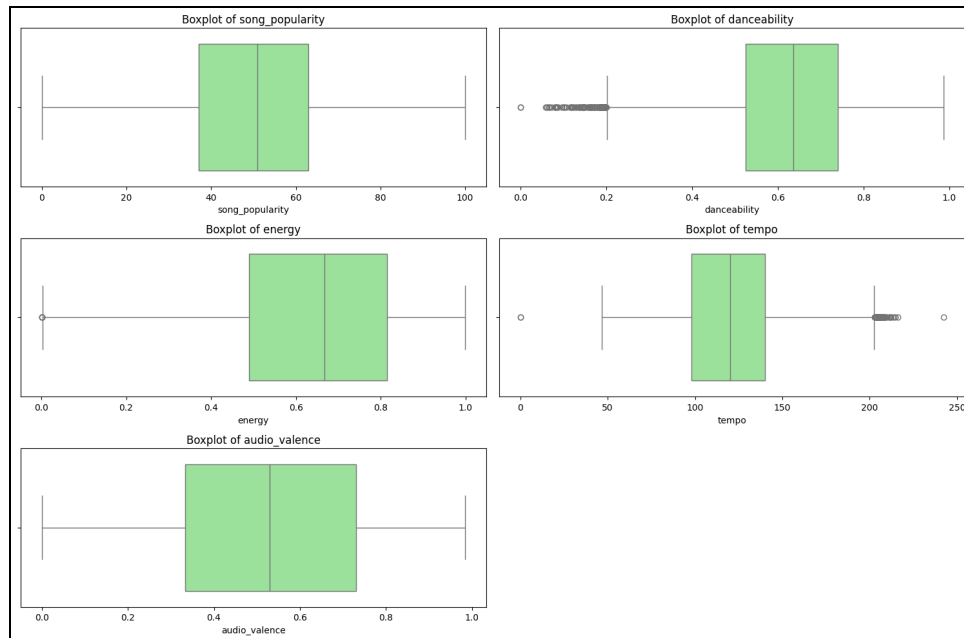 Boxplot of song_popularity
0 20 40 60 80 100
song_popularity
Boxplot of danceability
0.0 0.2 0.4 0.6 0.8 1.0
danceability
Boxplot of energy
0.0 0.2 0.4 0.6 0.8 1.0
energy
Boxplot of tempo
0 50 100 150 200 250
tempo
Boxplot of audio_valence
0.0 0.2 0.4 0.6 0.8 1.0
audio_valence